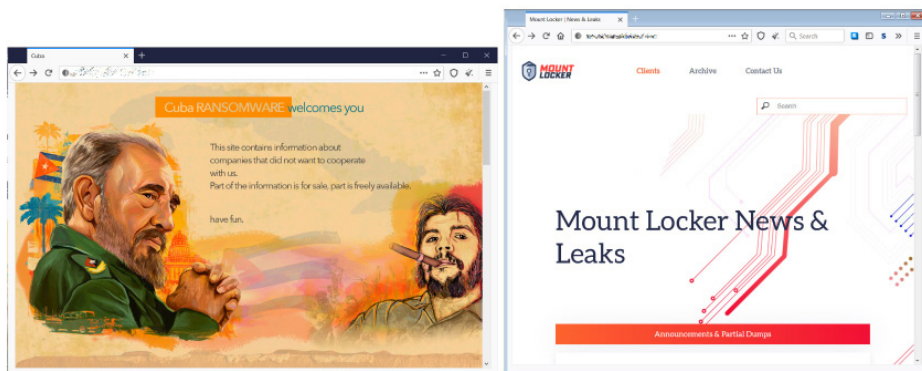 Cuba
Cuba RANSOMWARE welcomes you
This site contains information about
companies that did not want to cooperate
with us.
Part of the information is for sale, part is freely available.
have fun.
Mount Locker | News & Leaks
Search
MOUNT
LOCKER
Clients Archive Contact Us
Search
Mount Locker News &
Leaks
Announcements & Partial Dumps